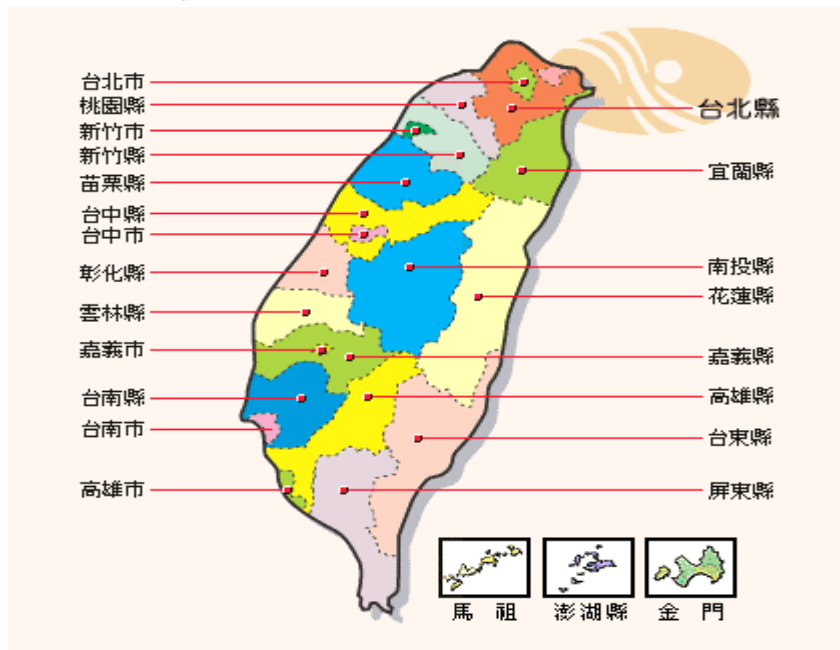 台北市
桃園縣
新竹市
新竹縣
苗栗縣
台中縣
台中市
彰化縣
雲林縣
嘉義市
台南縣
台南市
高雄市
台北縣
宜蘭縣
南投縣
花蓮縣
嘉義縣
高雄縣
台東縣
屏東縣
馬 祖
澎湖縣
金 門